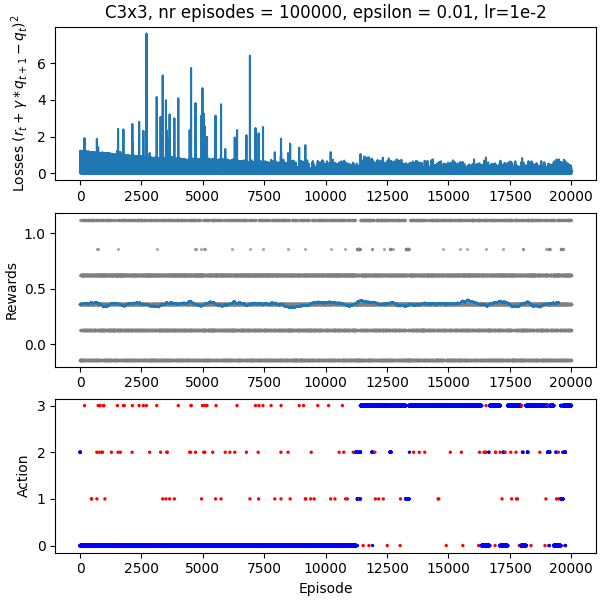 C3x3, nr episodes = 100000, epsilon = 0.01, lr=1e-2
Losses $(r_t + \gamma * q_{t+1} - q_t)^2$
6
4
2
0
0 2500 5000 7500 10000 12500 15000 17500 20000
Rewards
1.0
0.5
0.0
0 2500 5000 7500 10000 12500 15000 17500 20000
Action
3
2
1
0
0 2500 5000 7500 10000 12500 15000 17500 20000
Episode